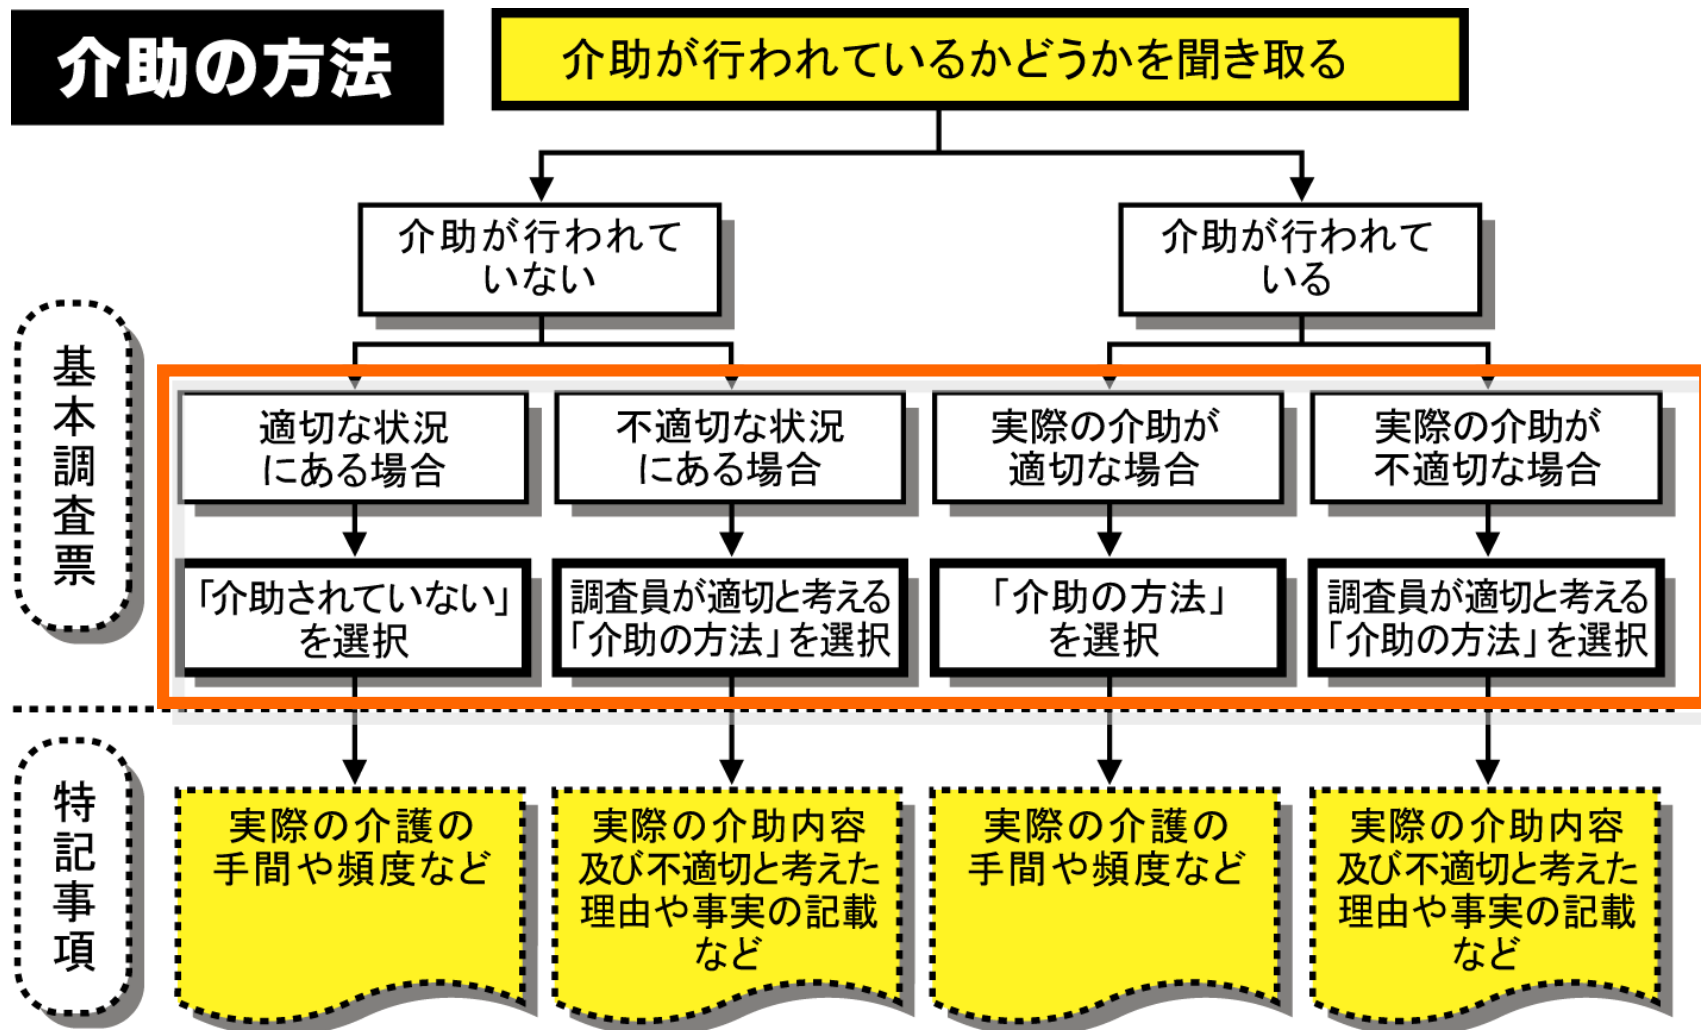 介助の方法
介助が行われているかどうかを聞き取る
介助が行われて
いない
介助が行われて
いる
基本調査票
適切な状況
にある場合
不適切な状況
にある場合
実際の介助が
適切な場合
実際の介助が
不適切な場合
「介助されていない」
を選択
調査員が適切と考える
「介助の方法」を選択
「介助の方法」
を選択
調査員が適切と考える
「介助の方法」を選択
特記事項
実際の介護の
手間や頻度など
実際の介助内容
及び不適切と考えた
理由や事実の記載
など
実際の介護の
手間や頻度など
実際の介助内容
及び不適切と考えた
理由や事実の記載
など